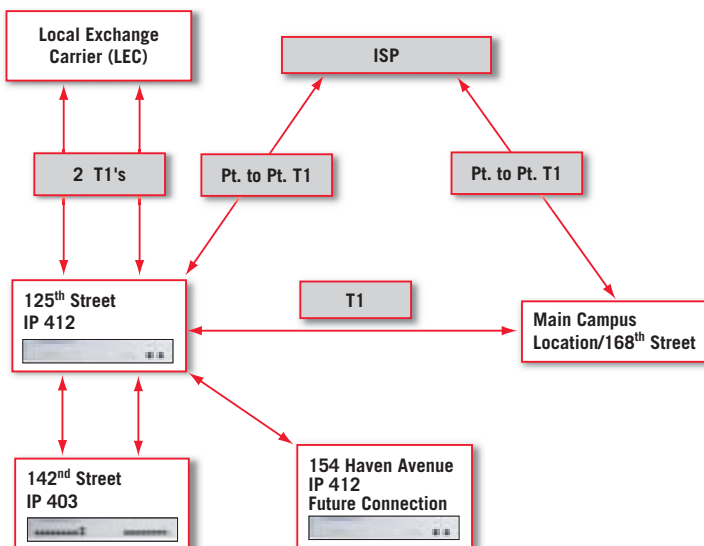 Local Exchange
Carrier (LEC)
ISP
2 T1's
Pt. to Pt. T1
Pt. to Pt. T1
125th Street
IP 412
T1
Main Campus
Location/168th Street
142nd Street
IP 403
154 Haven Avenue
IP 412
Future Connection